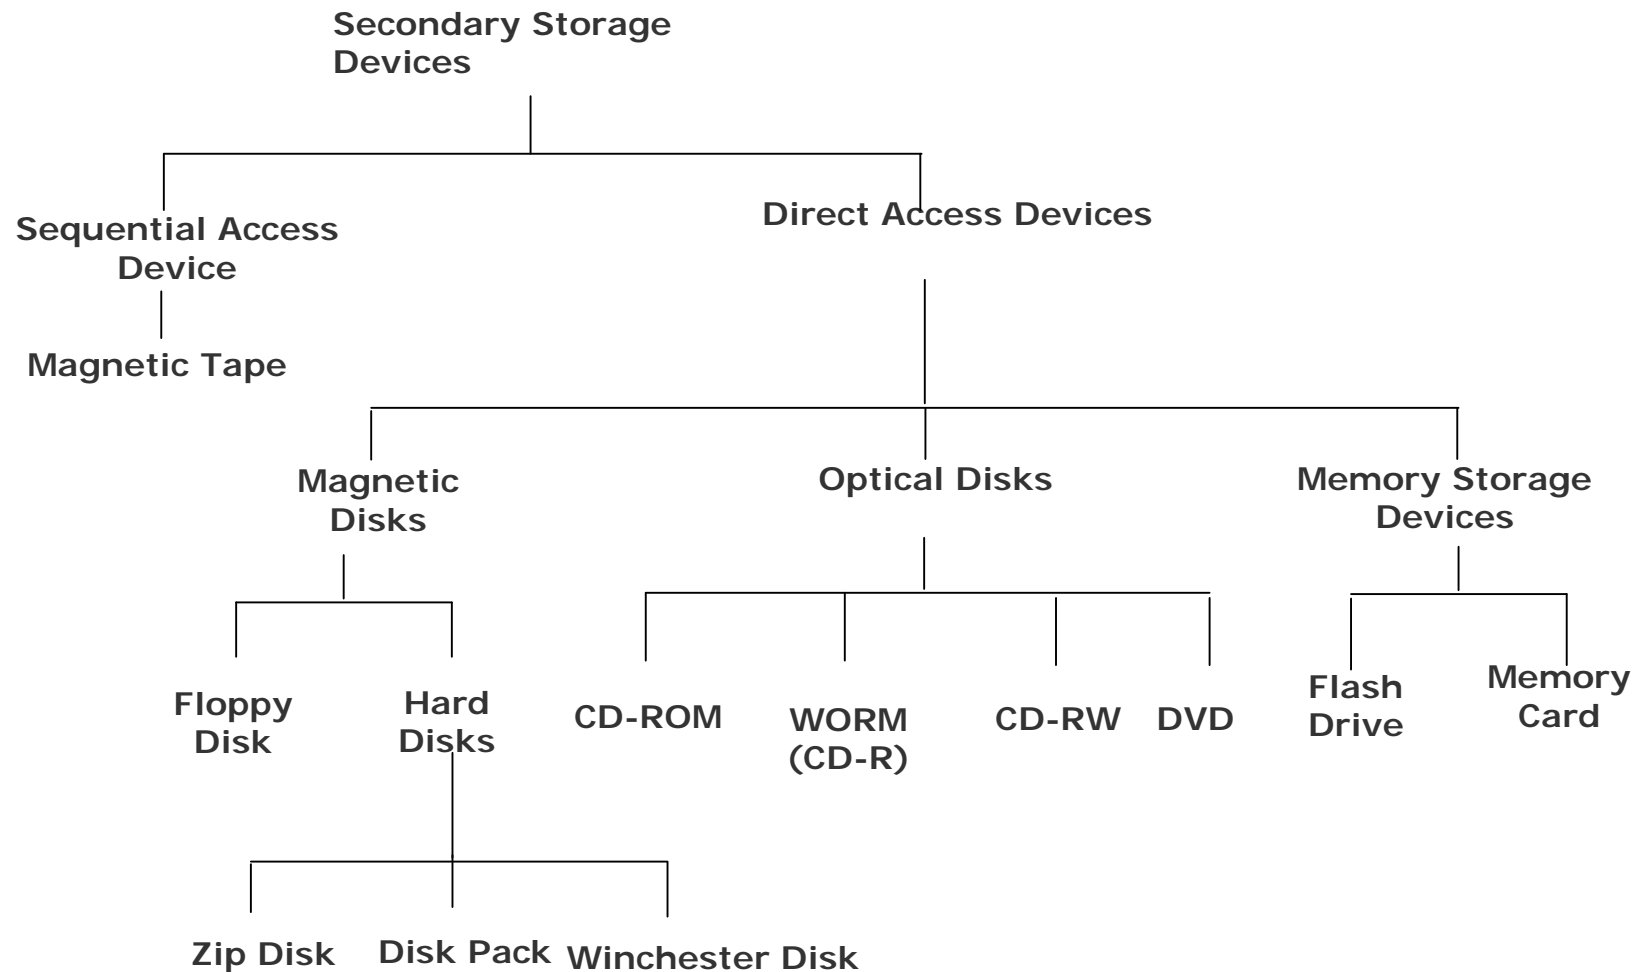 Secondary Storage
Devices
Sequential Access
Device
Direct Access Devices
Magnetic Tape
Magnetic
Disks
Optical Disks
Memory Storage
Devices
Floppy
Disk
Hard
Disks
CD-ROM
WORM
(CD-R)
CD-RW
DVD
Flash
Drive
Memory
Card
Zip Disk
Disk Pack
Winchester Disk